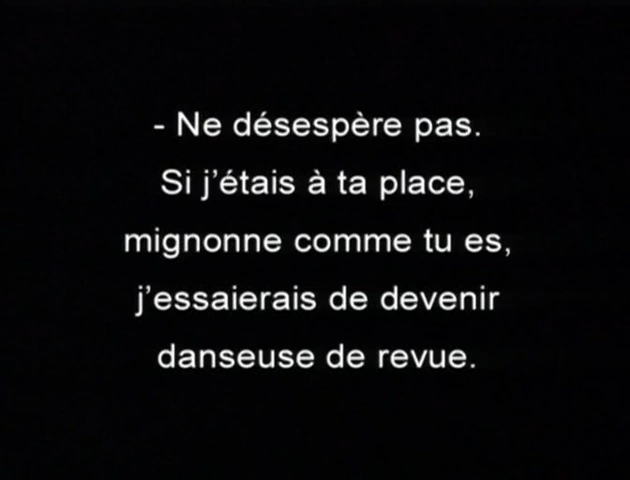 - Ne désespère pas.
Si j'étais à ta place,
mignonne comme tu es,
j'essaierais de devenir
danseuse de revue.